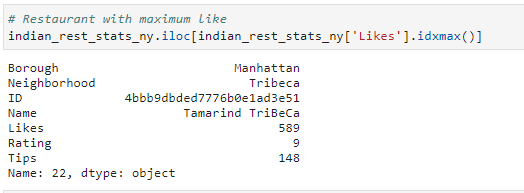 # Restaurant with maximum like
indian_rest_stats_ny.iloc[indian_rest_stats_ny['Likes'].idxmax()]
Borough Manhattan
Neighborhood Tribeca
ID 4bbb9dbded7776b0e1ad3e51
Name Tamarind TriBeCa
Likes 589
Rating 9
Tips 148
Name: 22, dtype: object